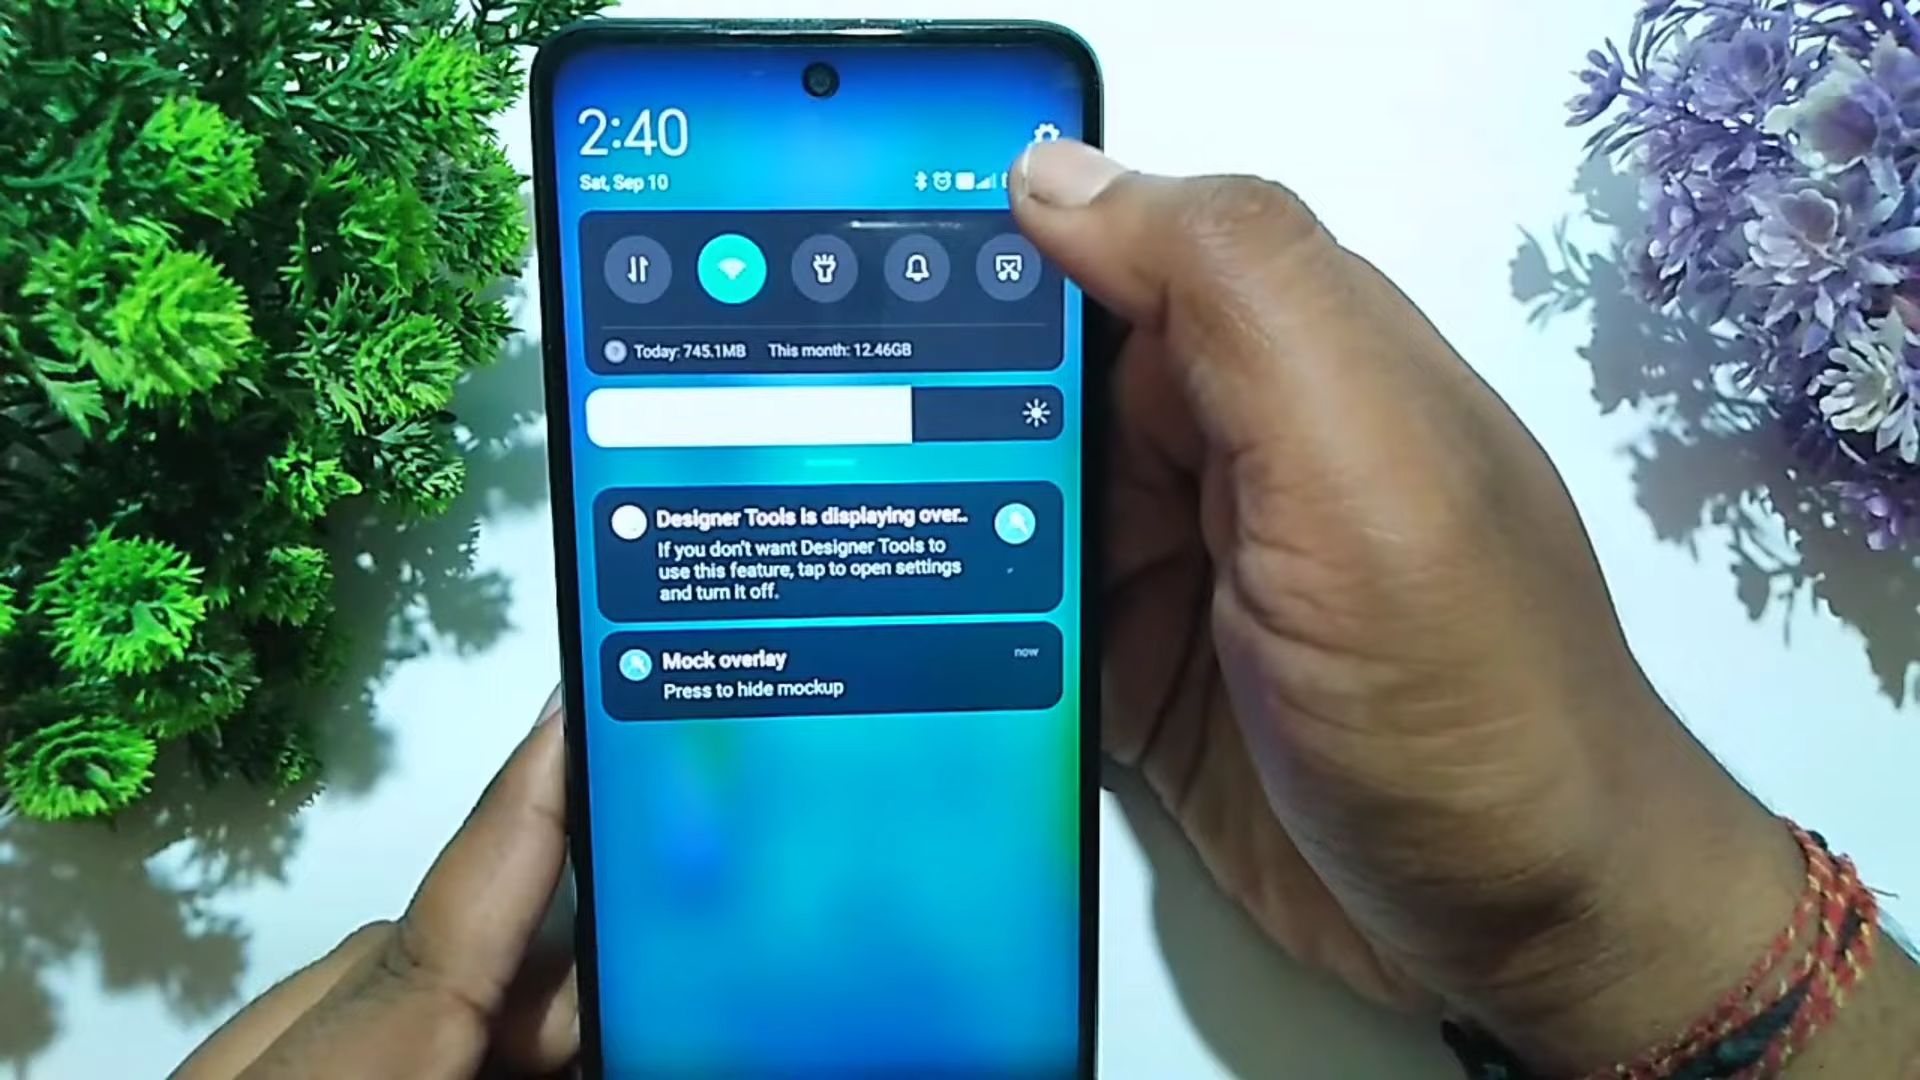 2:40
Sat, Sep 10
Today: 745.1MB This month: 12.46GB
Designer Tools is displaying over..
If you don't want Designer Tools to
use this feature, tap to open settings
and turn it off.
Mock overlay now
Press to hide mockup